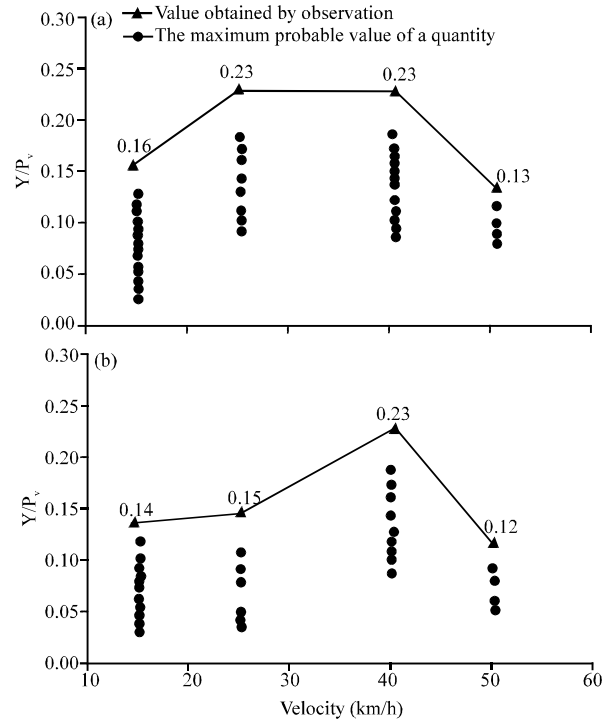 (a)
Value obtained by observation
The maximum probable value of a quantity
0.30
0.25
0.20
0.15
0.10
0.05
0.00
Y/Pv
0.16
0.23
0.23
0.13
(b)
0.30
0.25
0.20
0.15
0.10
0.05
0.00
Y/Pv
0.14
0.15
0.23
0.12
10 20 30 40 50 60
Velocity (km/h)